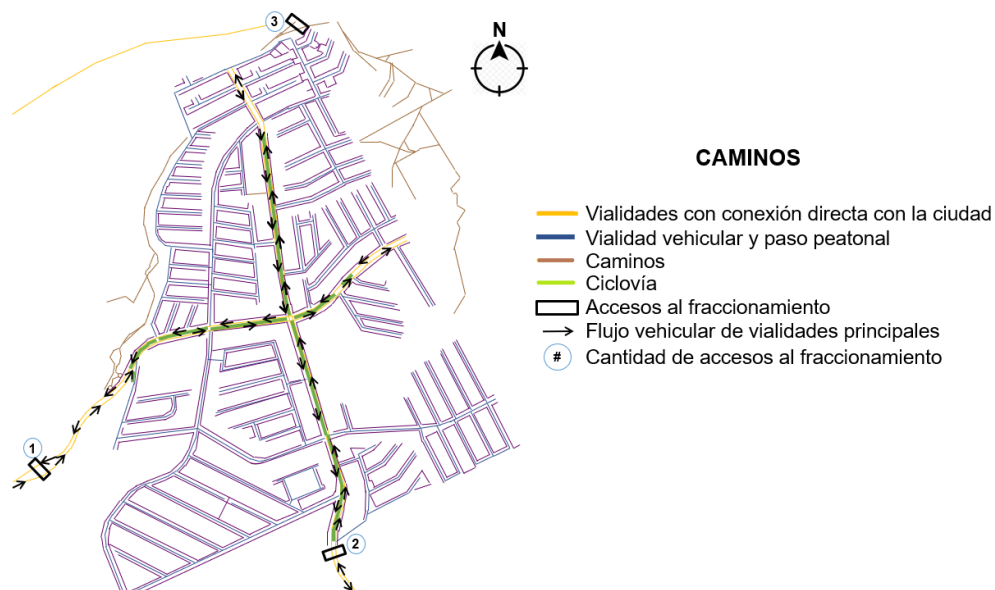 3
N
CAMINOS
Vialidades con conexión directa con la ciudad
Vialidad vehicular y paso peatonal
Caminos
Ciclovía
Accesos al fraccionamiento
Flujo vehicular de vialidades principales
# Cantidad de accesos al fraccionamiento
1
2